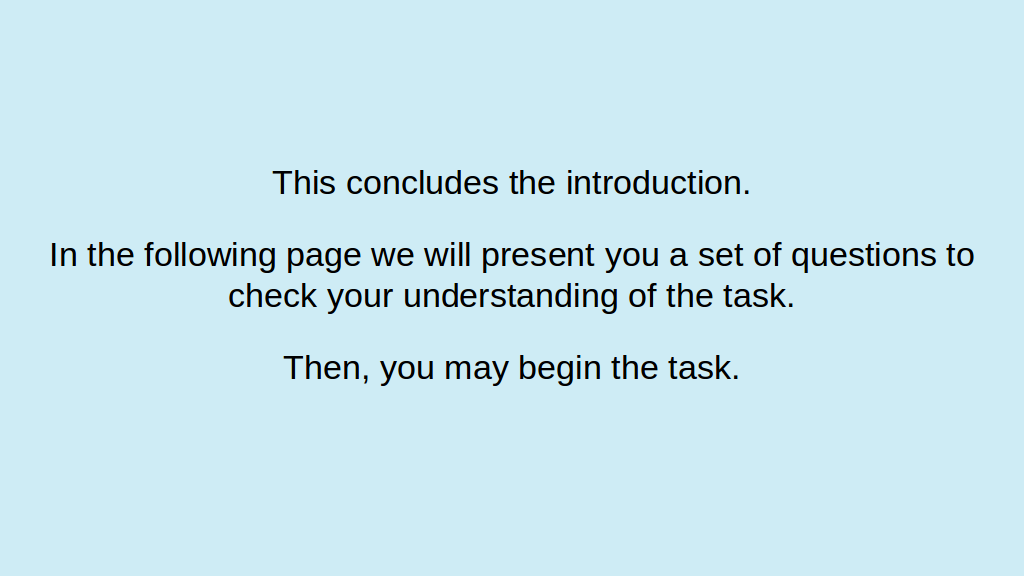 This concludes the introduction.
In the following page we will present you a set of questions to
check your understanding of the task.
Then, you may begin the task.